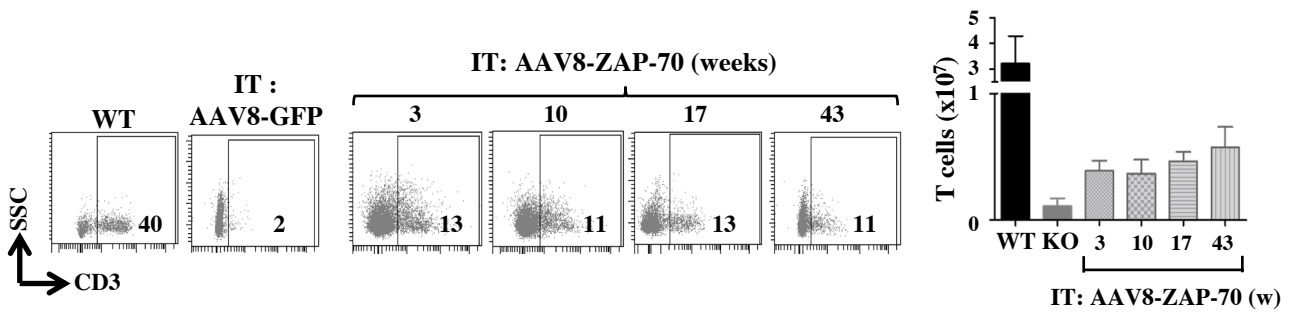 IT: AAV8-ZAP-70 (weeks)
IT :
AAV8-GFP
WT
3
10
17
43
SSC
40
2
13
11
13
11
CD3
T cells (x10⁷)
5
4
3
1
0
WT KO 3 10 17 43
IT: AAV8-ZAP-70 (w)